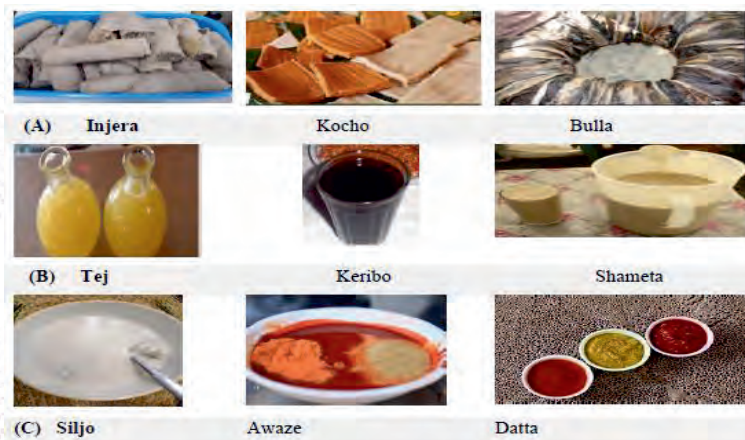 (A) Injera Kocho Bulla
(B) Tej Keribo Shameta
(C) Siljo Awaze Datta